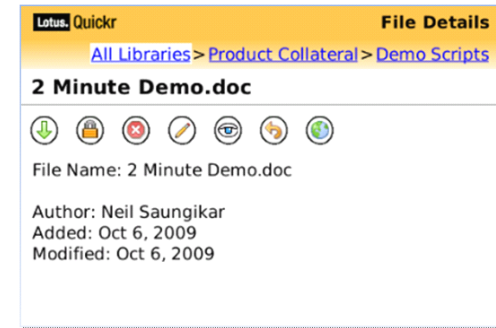 Lotus. Quickr File Details
All Libraries > Product Collateral > Demo Scripts
2 Minute Demo.doc
File Name: 2 Minute Demo.doc
Author: Neil Saungikar
Added: Oct 6, 2009
Modified: Oct 6, 2009